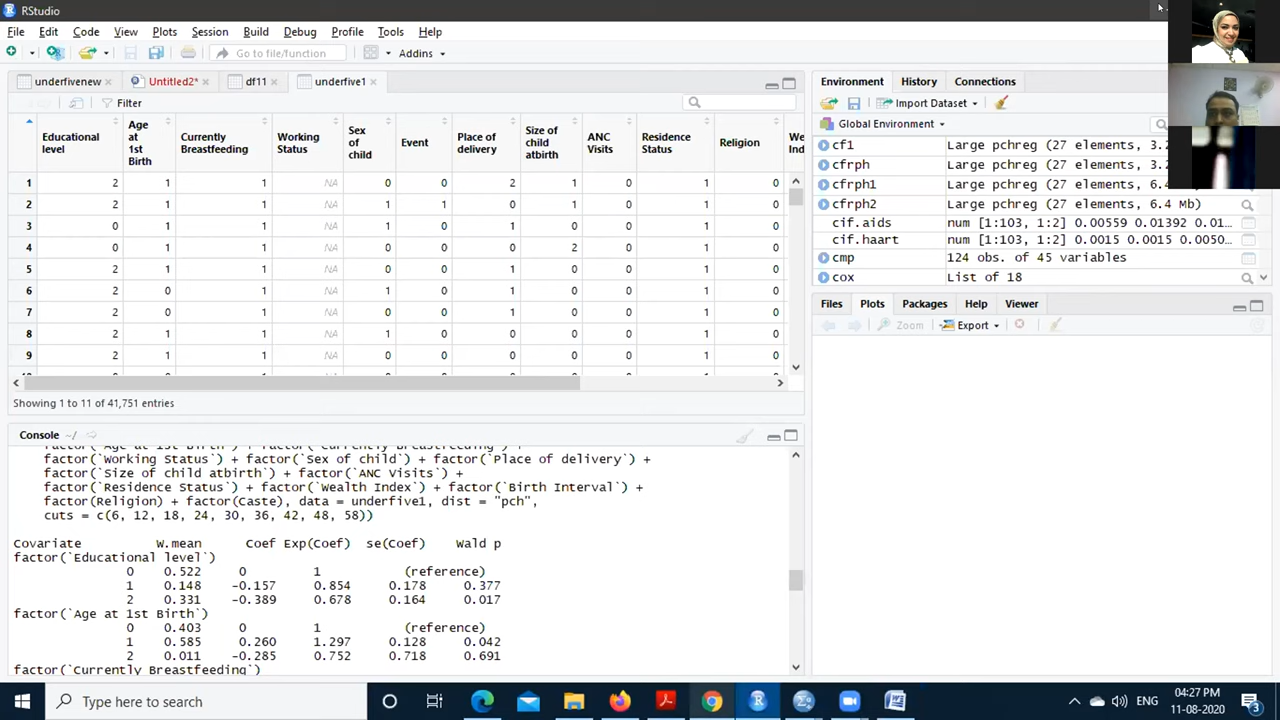 RStudio
File Edit Code View Plots Session Build Debug Profile Tools Help
Go to file/function Addins
underfivenew Untitled2* df11 underfive1
Filter
Educational level Age at 1st Birth Currently Breastfeeding Working Status Sex of child Event Place of delivery Size of child atbirth ANC Visits Residence Status Religion We Ind
1 2 1 1 NA 0 0 2 1 0 1 0
2 2 1 1 NA 1 1 0 1 0 1 0
3 0 1 1 NA 1 0 1 0 0 1 0
4 0 1 1 NA 0 0 0 2 0 1 0
5 2 1 1 NA 0 0 1 0 0 1 0
6 2 0 1 NA 1 0 1 0 0 1 0
7 2 0 1 NA 0 0 1 0 0 1 0
8 2 1 1 NA 1 0 0 0 0 1 0
9 2 1 1 NA 0 0 0 0 0 1 0
Showing 1 to 11 of 41,751 entries
Console ~/
factor(`Age at 1st Birth`) + factor(`Currently Breastfeeding`)
factor(`Working Status`) + factor(`Sex of child`) + factor(`Place of delivery`) +
factor(`Size of child atbirth`) + factor(`ANC Visits`) +
factor(`Residence Status`) + factor(`Wealth Index`) + factor(`Birth Interval`) +
factor(Religion) + factor(Caste), data = underfive1, dist = "pch",
cuts = c(6, 12, 18, 24, 30, 36, 42, 48, 58))
Covariate W.mean Coef Exp(Coef) se(Coef) Wald p
factor(`Educational level`)
0 0.522 0 1 (reference)
1 0.148 -0.157 0.854 0.178 0.377
2 0.331 -0.389 0.678 0.164 0.017
factor(`Age at 1st Birth`)
0 0.403 0 1 (reference)
1 0.585 0.260 1.297 0.128 0.042
2 0.011 -0.285 0.752 0.718 0.691
factor(`Currently Breastfeeding`)
Environment History Connections
Import Dataset
Global Environment
cf1 Large pchreg (27 elements, 3.2
cfrph Large pchreg (27 elements, 3.2
cfrph1 Large pchreg (27 elements, 6.4
cfrph2 Large pchreg (27 elements, 6.4 Mb)
cif.aids num [1:103, 1:2] 0.00559 0.01392 0.01...
cif.haart num [1:103, 1:2] 0.0015 0.0015 0.0050...
cmp 124 obs. of 45 variables
cox List of 18
Files Plots Packages Help Viewer
Zoom Export
Type here to search
ENG
04:27 PM
11-08-2020
3